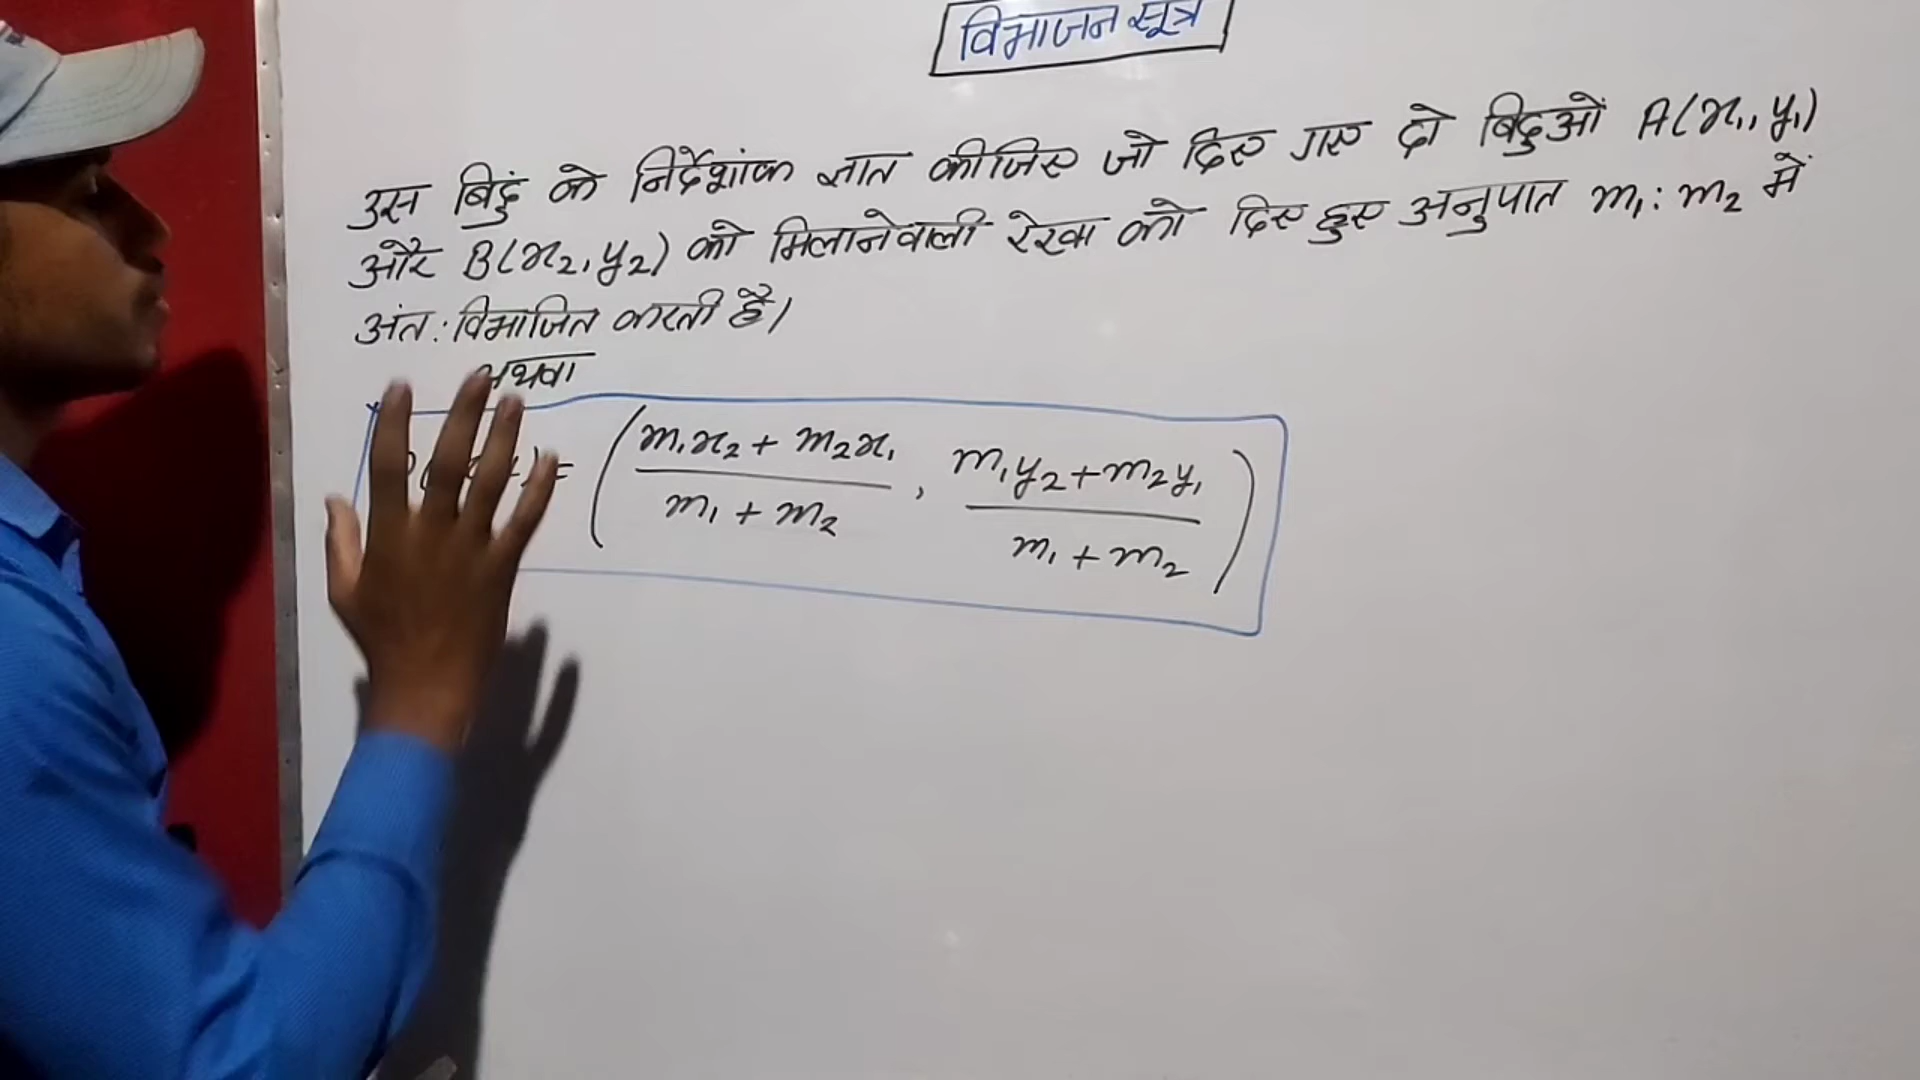 विभाजन सूत्र
उस बिदुं के निर्देशांक ज्ञात कीजिए जो दिए गए दो बिदुओं A(x₁, y₁)
और B(x₂, y₂) को मिलानेवाली रेखा को दिए हुए अनुपात m₁ : m₂ में
अंत: विभाजित करती है।
अथवा
= ( (m₁x₂ + m₂x₁)/(m₁ + m₂) , (m₁y₂ + m₂y₁)/(m₁ + m₂) )